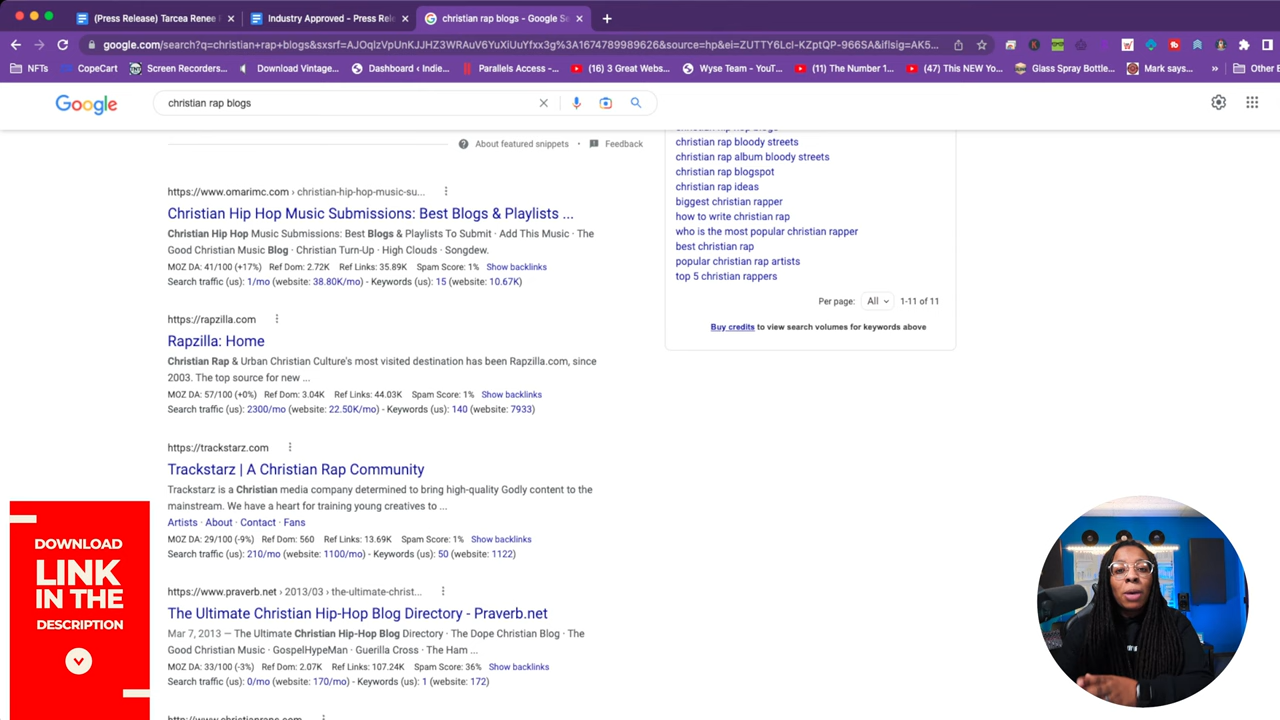 (Press Release) Tarcea Renee
Industry Approved - Press Rel
christian rap blogs - Google Se
google.com/search?q=christian+rap+blogs&sxsrf=AJOqlzVpUnKJJHZ3WRAuV6YuXiUuYfxx3g%3A1674789989626&source=hp&ei=ZUTTY6LcI-KZptQP-966SA&iflsig=AK5...
NFTs
CopeCart
Screen Recorders...
Download Vintage...
Dashboard ‹ Indie...
Parallels Access -...
(16) 3 Great Webs...
Wyse Team - YouT...
(11) The Number 1...
(47) This NEW Yo...
Glass Spray Bottle...
Mark says...
»
Other B
Google
christian rap blogs
About featured snippets • Feedback
https://www.omarimc.com › christian-hip-hop-music-su...
Christian Hip Hop Music Submissions: Best Blogs & Playlists ...
Christian Hip Hop Music Submissions: Best Blogs & Playlists To Submit · Add This Music · The
Good Christian Music Blog · Christian Turn-Up · High Clouds · Songdew.
MOZ DA: 41/100 (+17%) Ref Dom: 2.72K Ref Links: 35.89K Spam Score: 1% Show backlinks
Search traffic (us): 1/mo (website: 38.80K/mo) - Keywords (us): 15 (website: 10.67K)
https://rapzilla.com
Rapzilla: Home
Christian Rap & Urban Christian Culture's most visited destination has been Rapzilla.com, since
2003. The top source for new ...
MOZ DA: 57/100 (+0%) Ref Dom: 3.04K Ref Links: 44.03K Spam Score: 1% Show backlinks
Search traffic (us): 2300/mo (website: 22.50K/mo) - Keywords (us): 140 (website: 7933)
https://trackstarz.com
Trackstarz | A Christian Rap Community
Trackstarz is a Christian media company determined to bring high-quality Godly content to the
mainstream. We have a heart for training young creatives to ...
Artists · About · Contact · Fans
MOZ DA: 29/100 (-9%) Ref Dom: 560 Ref Links: 13.69K Spam Score: 1% Show backlinks
Search traffic (us): 210/mo (website: 1100/mo) - Keywords (us): 50 (website: 1122)
https://www.praverb.net › 2013/03 › the-ultimate-christ...
The Ultimate Christian Hip-Hop Blog Directory - Praverb.net
Mar 7, 2013 — The Ultimate Christian Hip-Hop Blog Directory · The Dope Christian Blog · The
Good Christian Music · GospelHypeMan · Guerilla Cross · The Ham ...
MOZ DA: 33/100 (-3%) Ref Dom: 2.07K Ref Links: 107.24K Spam Score: 36% Show backlinks
Search traffic (us): 0/mo (website: 170/mo) - Keywords (us): 1 (website: 172)
christian hip hop blogs
christian rap bloody streets
christian rap album bloody streets
christian rap blogspot
christian rap ideas
biggest christian rapper
how to write christian rap
who is the most popular christian rapper
best christian rap
popular christian rap artists
top 5 christian rappers
Per page: All 1-11 of 11
Buy credits to view search volumes for keywords above
DOWNLOAD
LINK
IN THE
DESCRIPTION